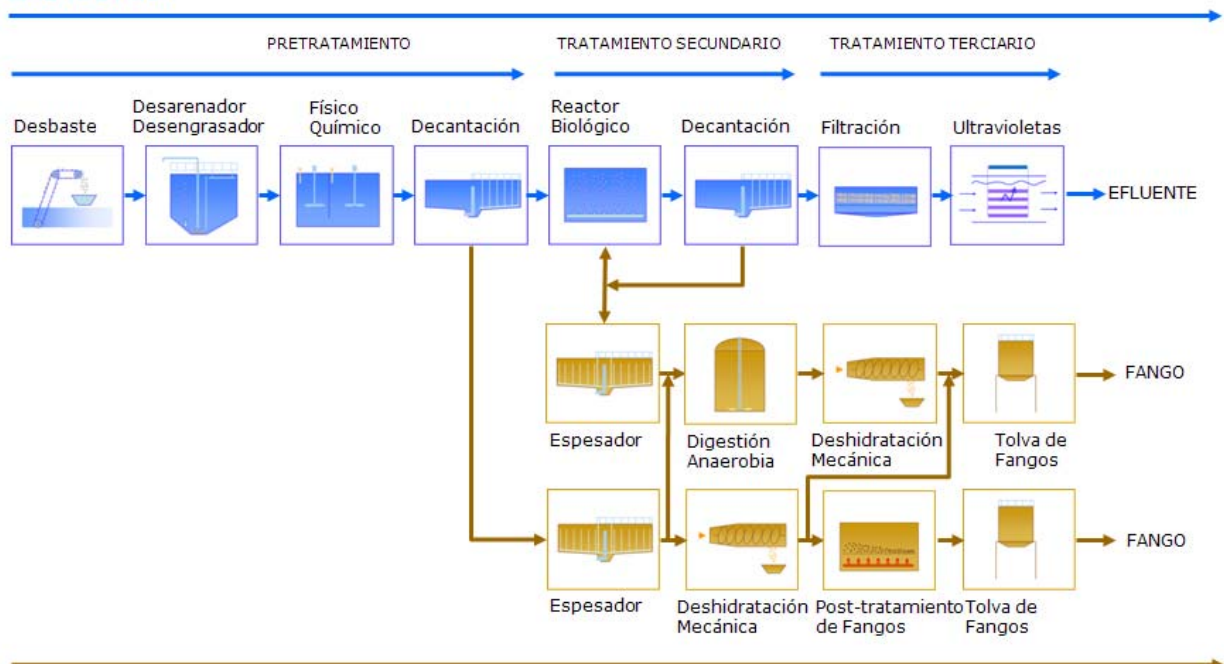 PRETRATAMIENTO
TRATAMIENTO SECUNDARIO
TRATAMIENTO TERCIARIO
Desbaste
Desarenador
Desengrasador
Físico
Químico
Decantación
Reactor
Biológico
Decantación
Filtración
Ultravioletas
EFLUENTE
Espesador
Digestión
Anaerobia
Deshidratación
Mecánica
Tolva de
Fangos
FANGO
Espesador
Deshidratación
Mecánica
Post-tratamiento
de Fangos
Tolva de
Fangos
FANGO